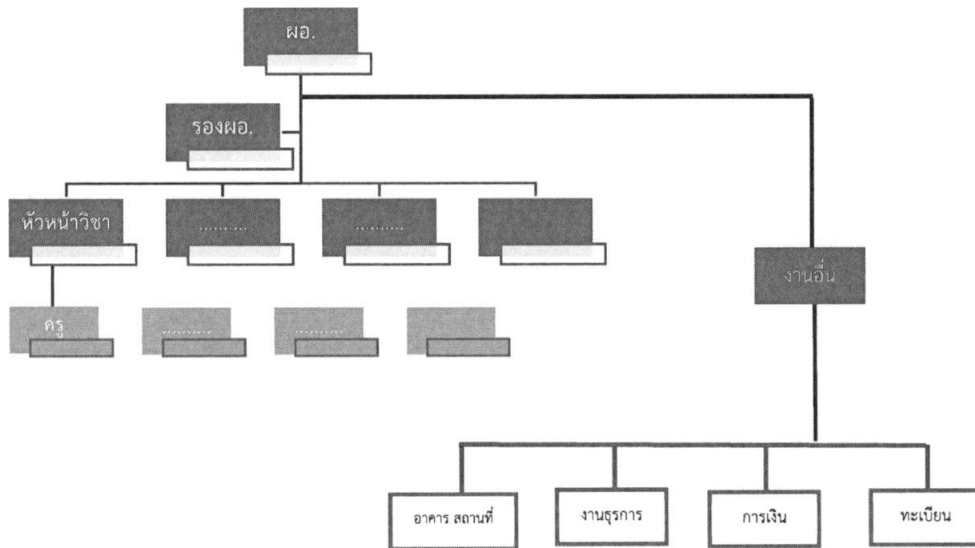 ผอ.
รองผอ.
หัวหน้าวิชา
..........
..........
ครู
..........
..........
งานอื่น
อาคาร สถานที่
งานธุรการ
การเงิน
ทะเบียน